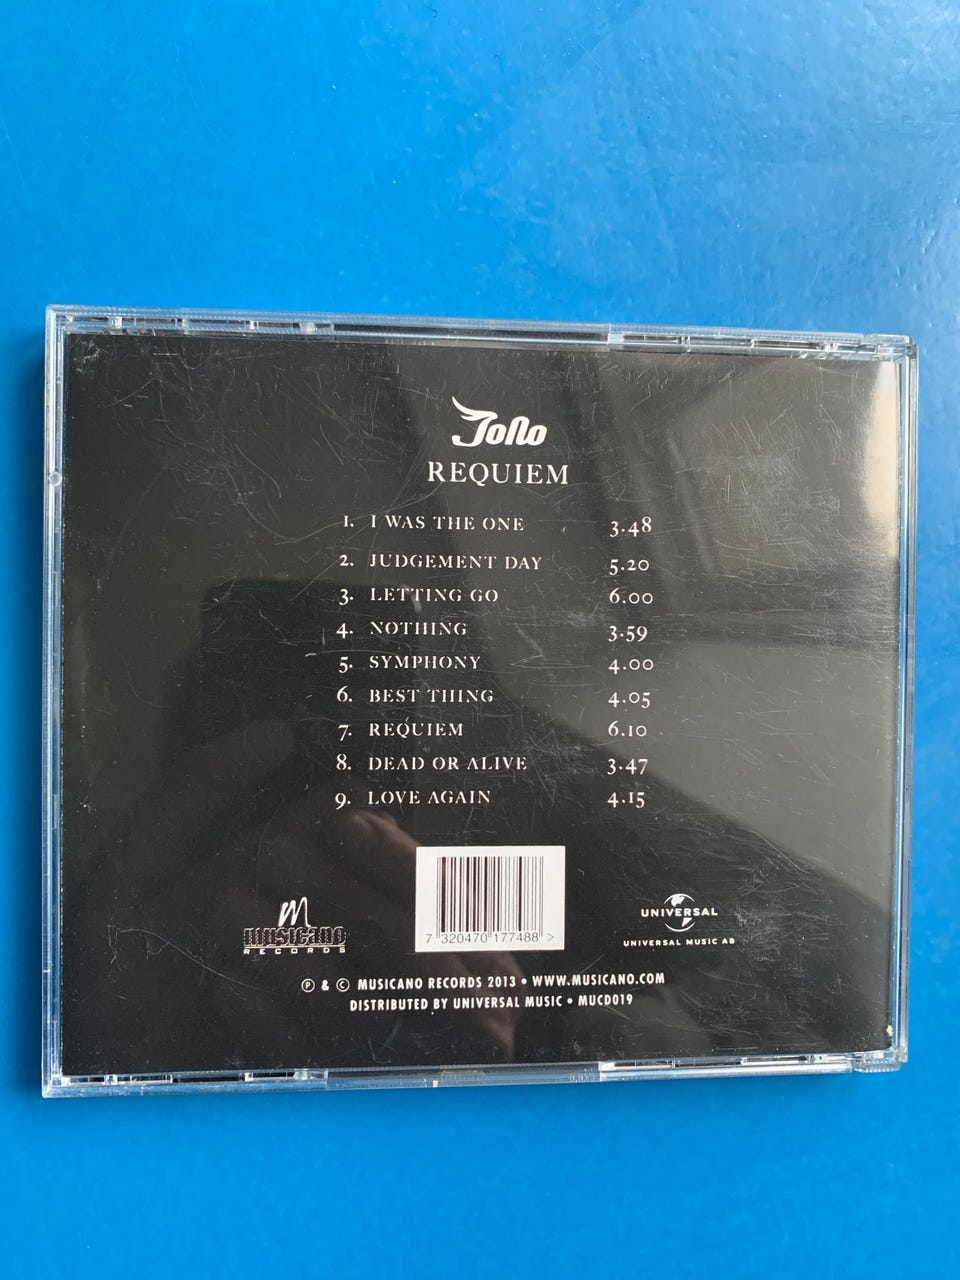 Jono
REQUIEM
1. I WAS THE ONE 3.48
2. JUDGEMENT DAY 5.20
3. LETTING GO 6.00
4. NOTHING 3.59
5. SYMPHONY 4.00
6. BEST THING 4.05
7. REQUIEM 6.10
8. DEAD OR ALIVE 3.47
9. LOVE AGAIN 4.15
7 320470 177488 >
M
MUSICANO
RECORDS
UNIVERSAL
UNIVERSAL MUSIC AB
Ⓟ & © MUSICANO RECORDS 2013 • WWW.MUSICANO.COM
DISTRIBUTED BY UNIVERSAL MUSIC • MUCD019